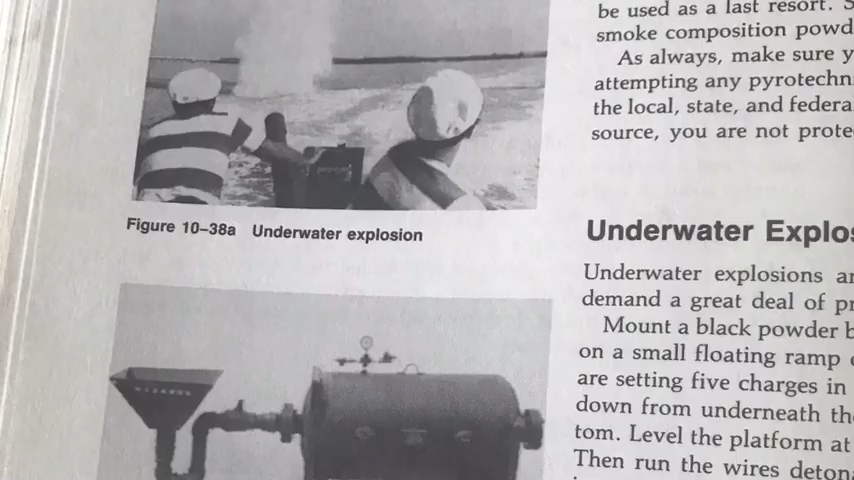 Figure 10–38a Underwater explosion
be used as a last resort.
smoke composition
As always, make sure
attempting any
the local, state, and
source, you are not
Underwater
Underwater explosions
demand a great deal of
Mount a black powder
on a small floating ramp
are setting five charges in
down from underneath
Level the platform at
Then run the wires